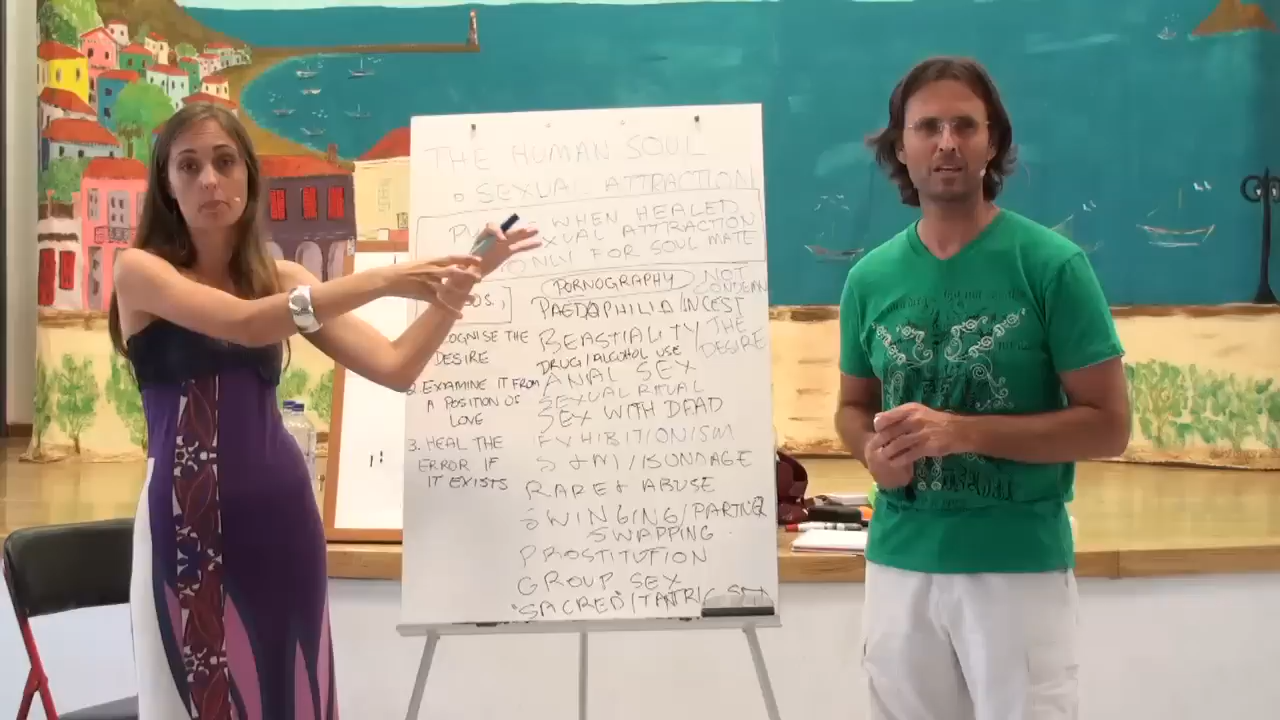 THE HUMAN SOUL
SEXUAL ATTRACTION
WHEN HEALED
SEXUAL ATTRACTION
ONLY FOR SOUL MATE
PORNOGRAPHY
NOT
CONDEMN
THE
DESIRE
RECOGNISE THE
DESIRE
2. EXAMINE IT FROM
A POSITION OF
LOVE
3. HEAL THE
ERROR IF
IT EXISTS
PAEDOPHILIA/INCEST
BEASTIALITY
DRUG/ALCOHOL USE
ANAL SEX
SEXUAL RITUAL
SEX WITH DEAD
EXHIBITIONISM
S+M/BONDAGE
RAPE + ABUSE
SWINGING/PARTNER
SWAPPING
PROSTITUTION
GROUP SEX
"SACRED"/TANTRIC SEX